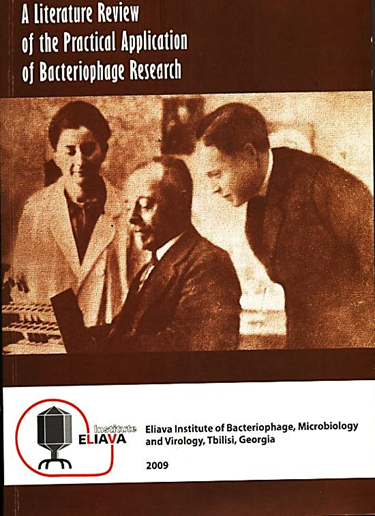 A Literature Review
of the Practical Application
of Bacteriophage Research
Institute
ELIAVA
Eliava Institute of Bacteriophage, Microbiology
and Virology, Tbilisi, Georgia
2009